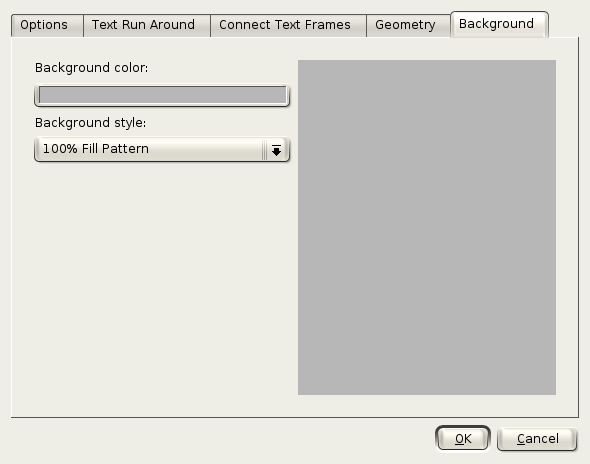 Options Text Run Around Connect Text Frames Geometry Background
Background color:
Background style:
100% Fill Pattern
OK Cancel